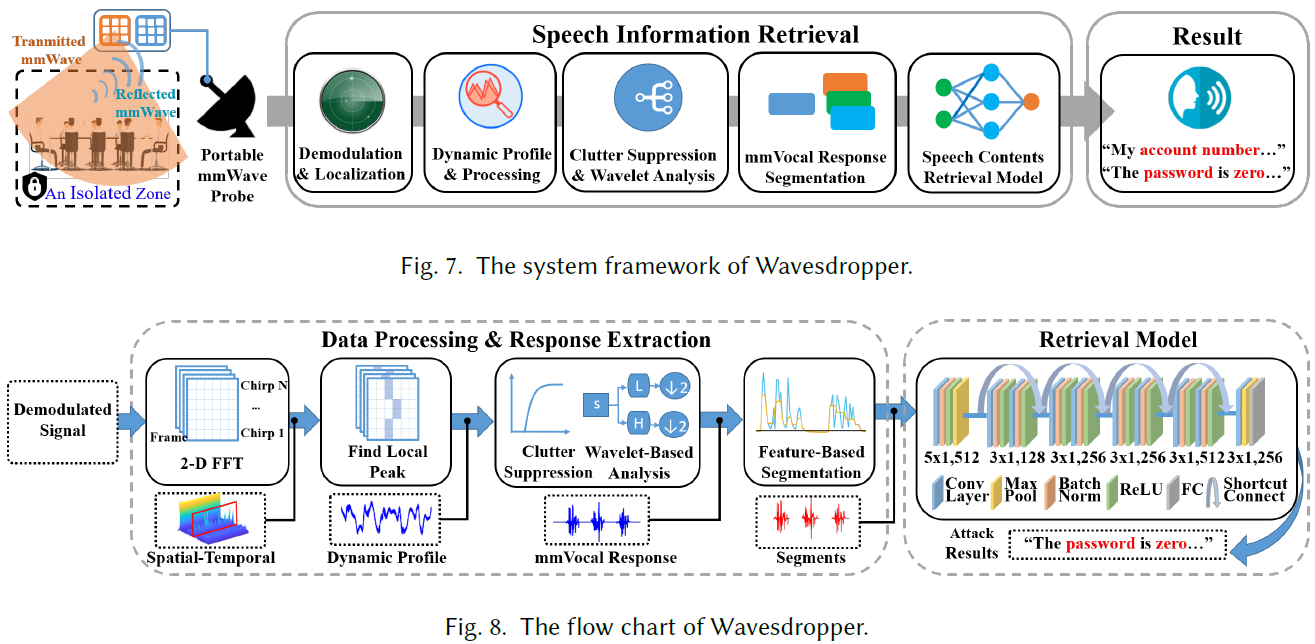 Tranmitted
mmWave
Reflected
mmWave
An Isolated Zone
Portable
mmWave
Probe
Speech Information Retrieval
Demodulation
& Localization
Dynamic Profile
& Processing
Clutter Suppression
& Wavelet Analysis
mmVocal Response
Segmentation
Speech Contents
Retrieval Model
Result
“My account number…”
“The password is zero…”
Fig. 7. The system framework of Wavesdropper.
Data Processing & Response Extraction
Demodulated
Signal
Chirp N
...
Chirp 1
Frame
2-D FFT
Spatial-Temporal
Find Local
Peak
Dynamic Profile
S
L
↓2
H
↓2
Clutter
Suppression
Wavelet-Based
Analysis
mmVocal Response
Feature-Based
Segmentation
Segments
Retrieval Model
5x1,512 3x1,128 3x1,256 3x1,256 3x1,512 3x1,256
Conv
Layer
Max
Pool
Batch
Norm
ReLU
FC
Shortcut
Connect
Attack
Results
“The password is zero…”
Fig. 8. The flow chart of Wavesdropper.